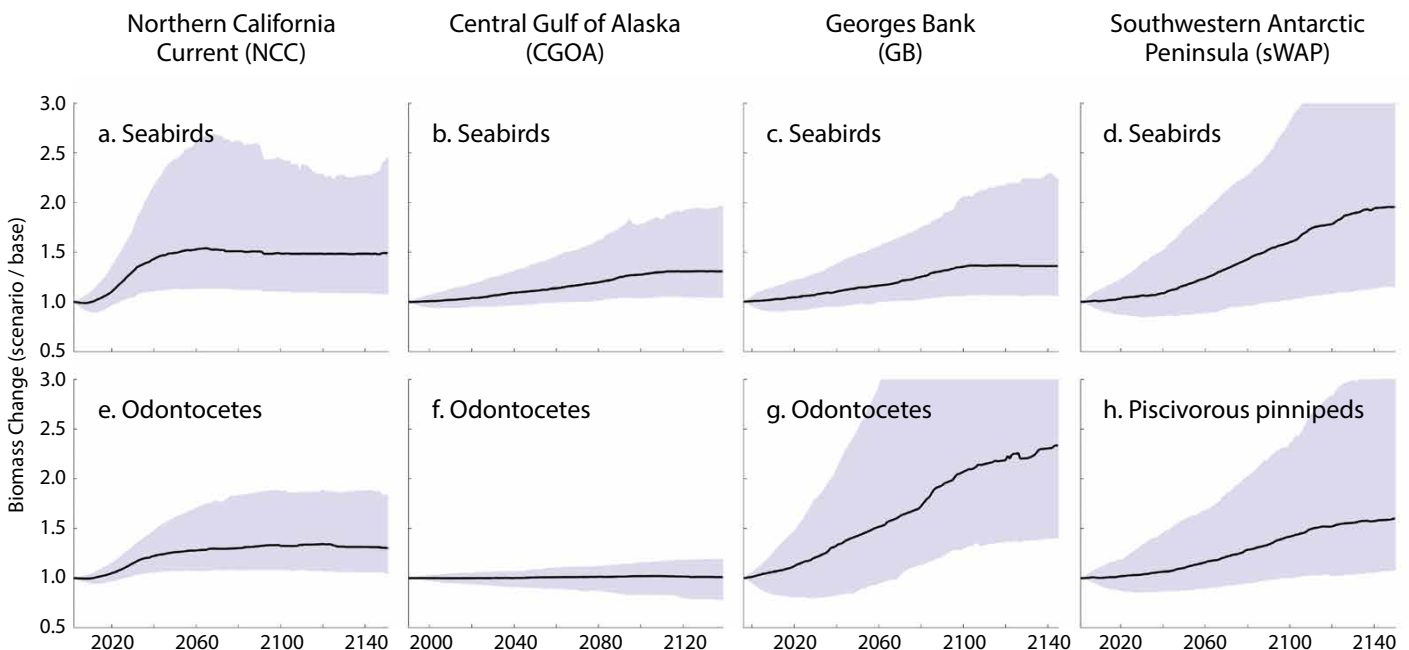 Northern California
Current (NCC)
Central Gulf of Alaska
(CGOA)
Georges Bank
(GB)
Southwestern Antarctic
Peninsula (sWAP)
Biomass Change (scenario / base)
3.0
2.5
2.0
1.5
1.0
0.5
a. Seabirds
b. Seabirds
c. Seabirds
d. Seabirds
3.0
2.5
2.0
1.5
1.0
0.5
e. Odontocetes
f. Odontocetes
g. Odontocetes
h. Piscivorous pinnipeds
2020 2060 2100 2150
2000 2040 2080 2120
2020 2060 2100 2140
2020 2060 2100 2150